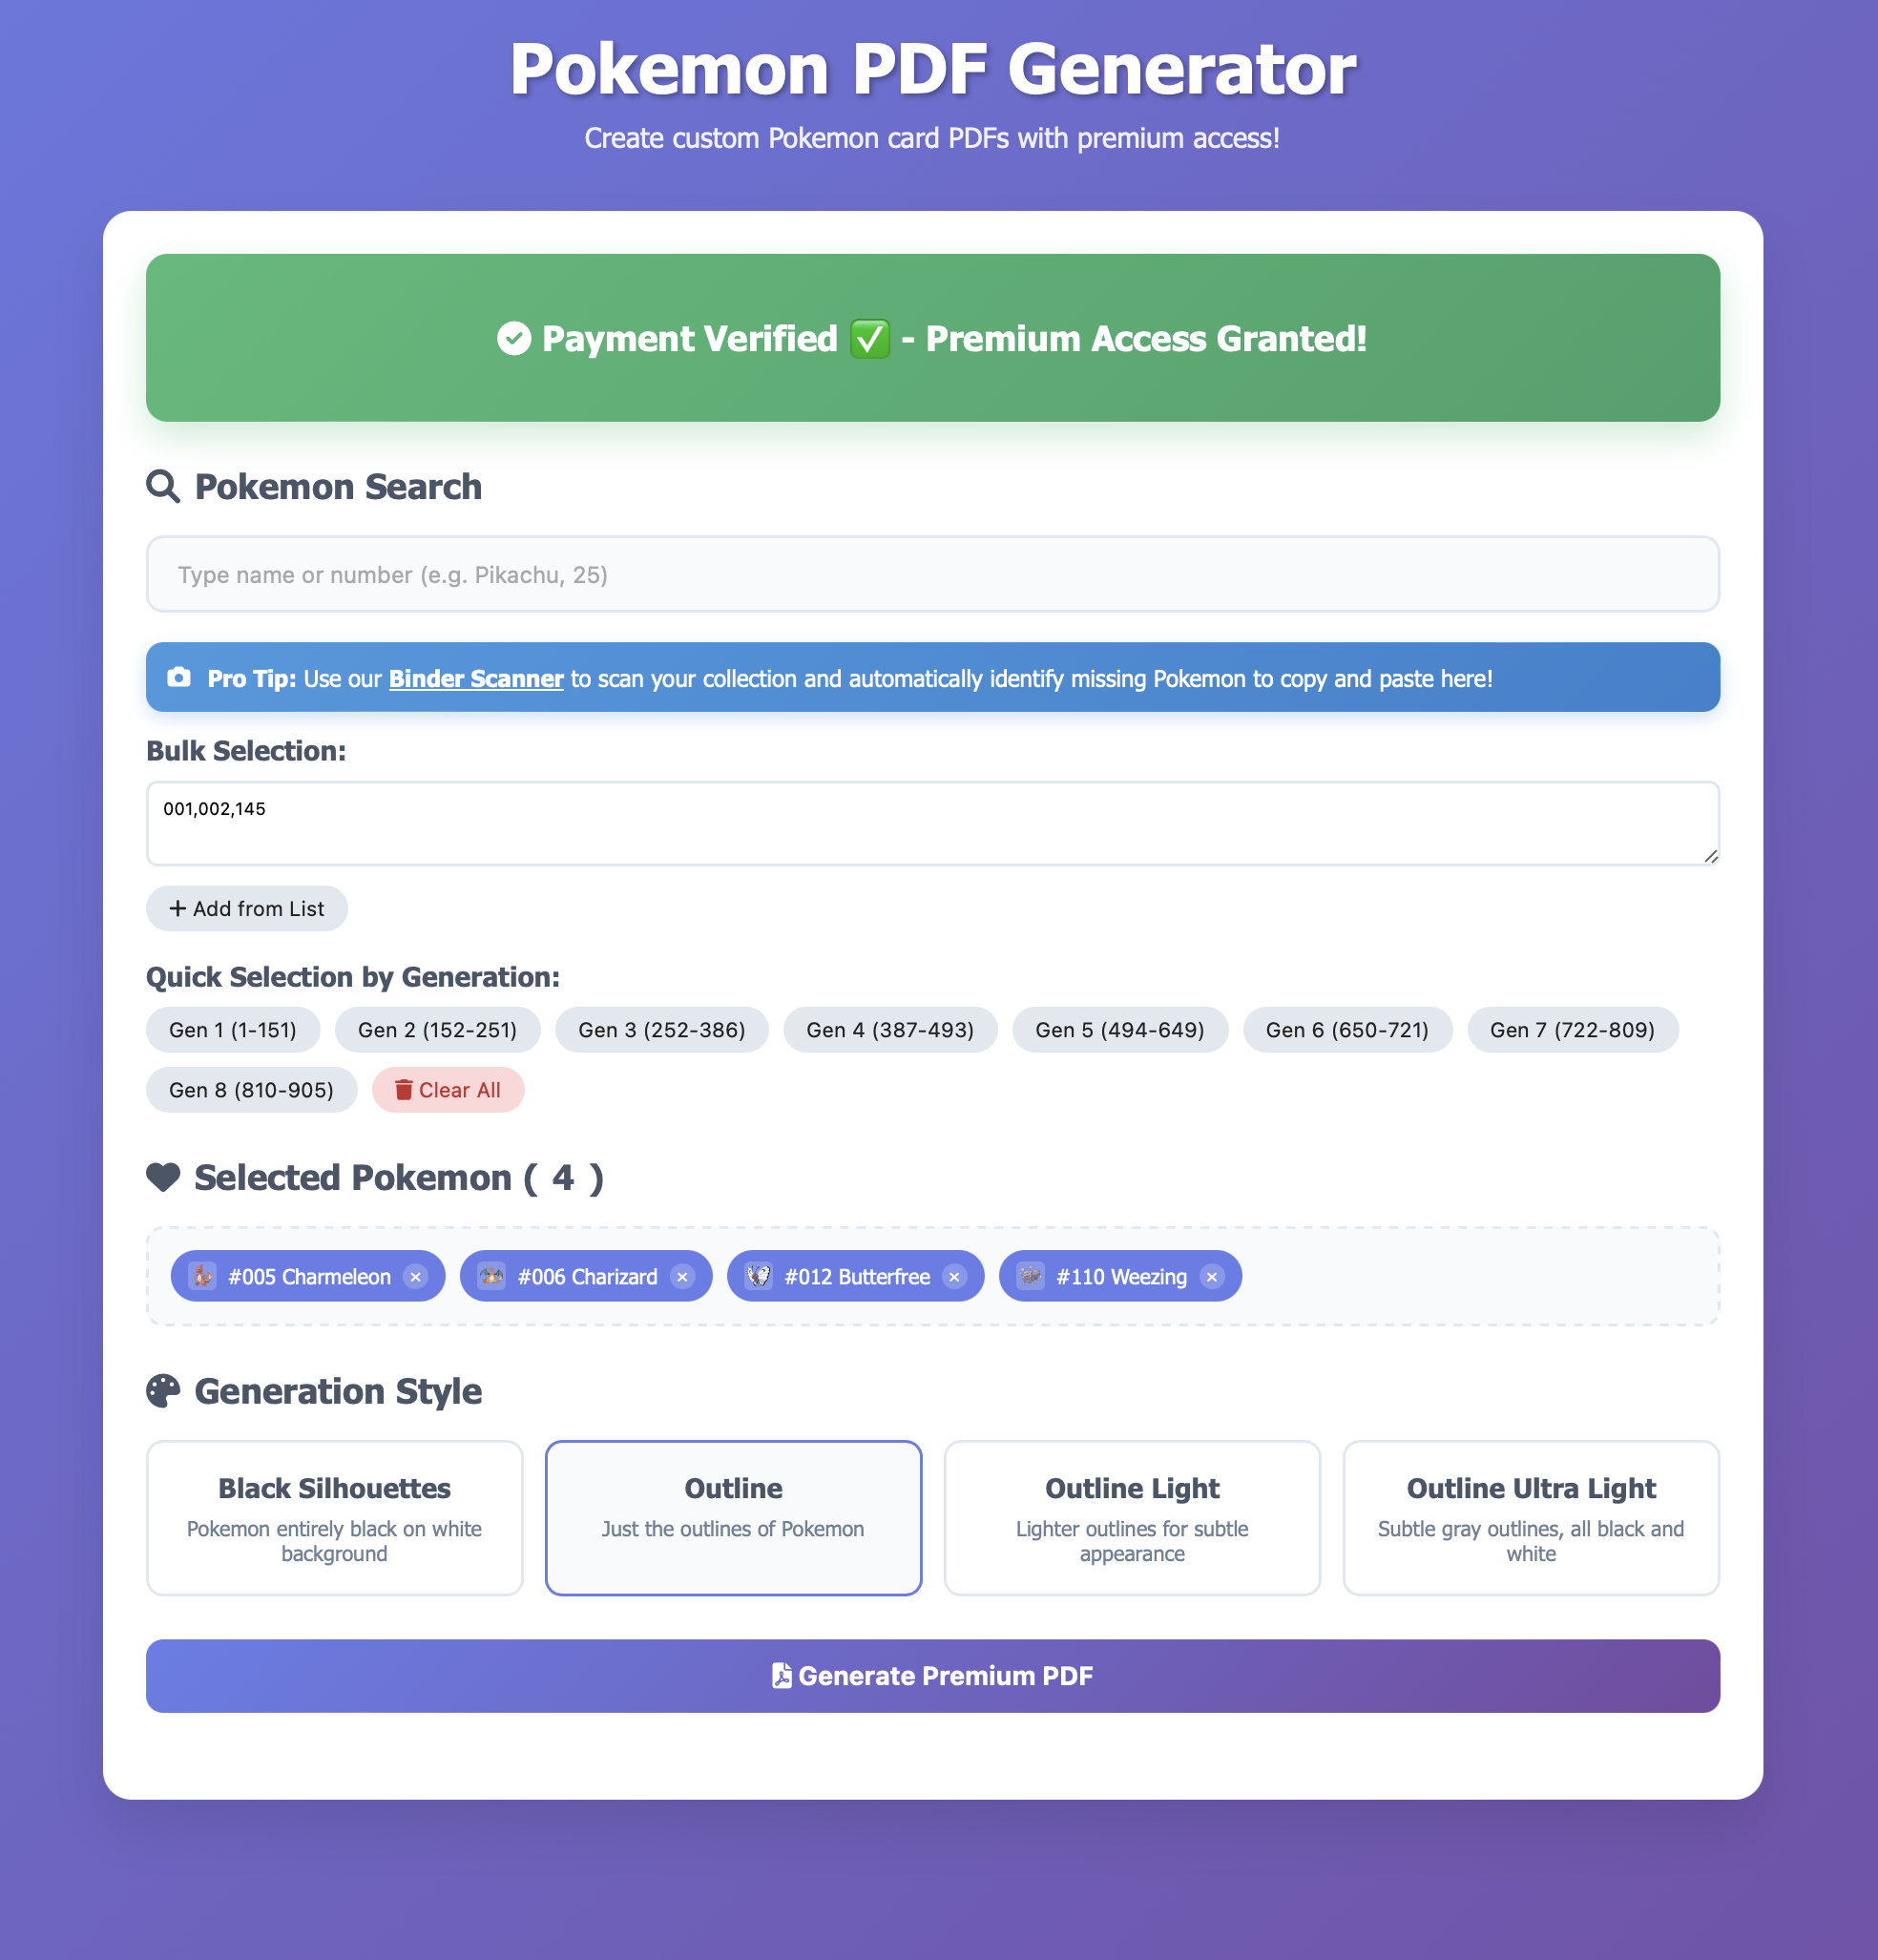 Pokemon PDF Generator
Create custom Pokemon card PDFs with premium access!
Payment Verified ✅ - Premium Access Granted!
Pokemon Search
Type name or number (e.g. Pikachu, 25)
Pro Tip: Use our Binder Scanner to scan your collection and automatically identify missing Pokemon to copy and paste here!
Bulk Selection:
001,002,145
+ Add from List
Quick Selection by Generation:
Gen 1 (1-151) Gen 2 (152-251) Gen 3 (252-386) Gen 4 (387-493) Gen 5 (494-649) Gen 6 (650-721) Gen 7 (722-809)
Gen 8 (810-905) Clear All
Selected Pokemon ( 4 )
#005 Charmeleon × #006 Charizard × #012 Butterfree × #110 Weezing ×
Generation Style
Black Silhouettes
Pokemon entirely black on white
background
Outline
Just the outlines of Pokemon
Outline Light
Lighter outlines for subtle
appearance
Outline Ultra Light
Subtle gray outlines, all black and
white
Generate Premium PDF